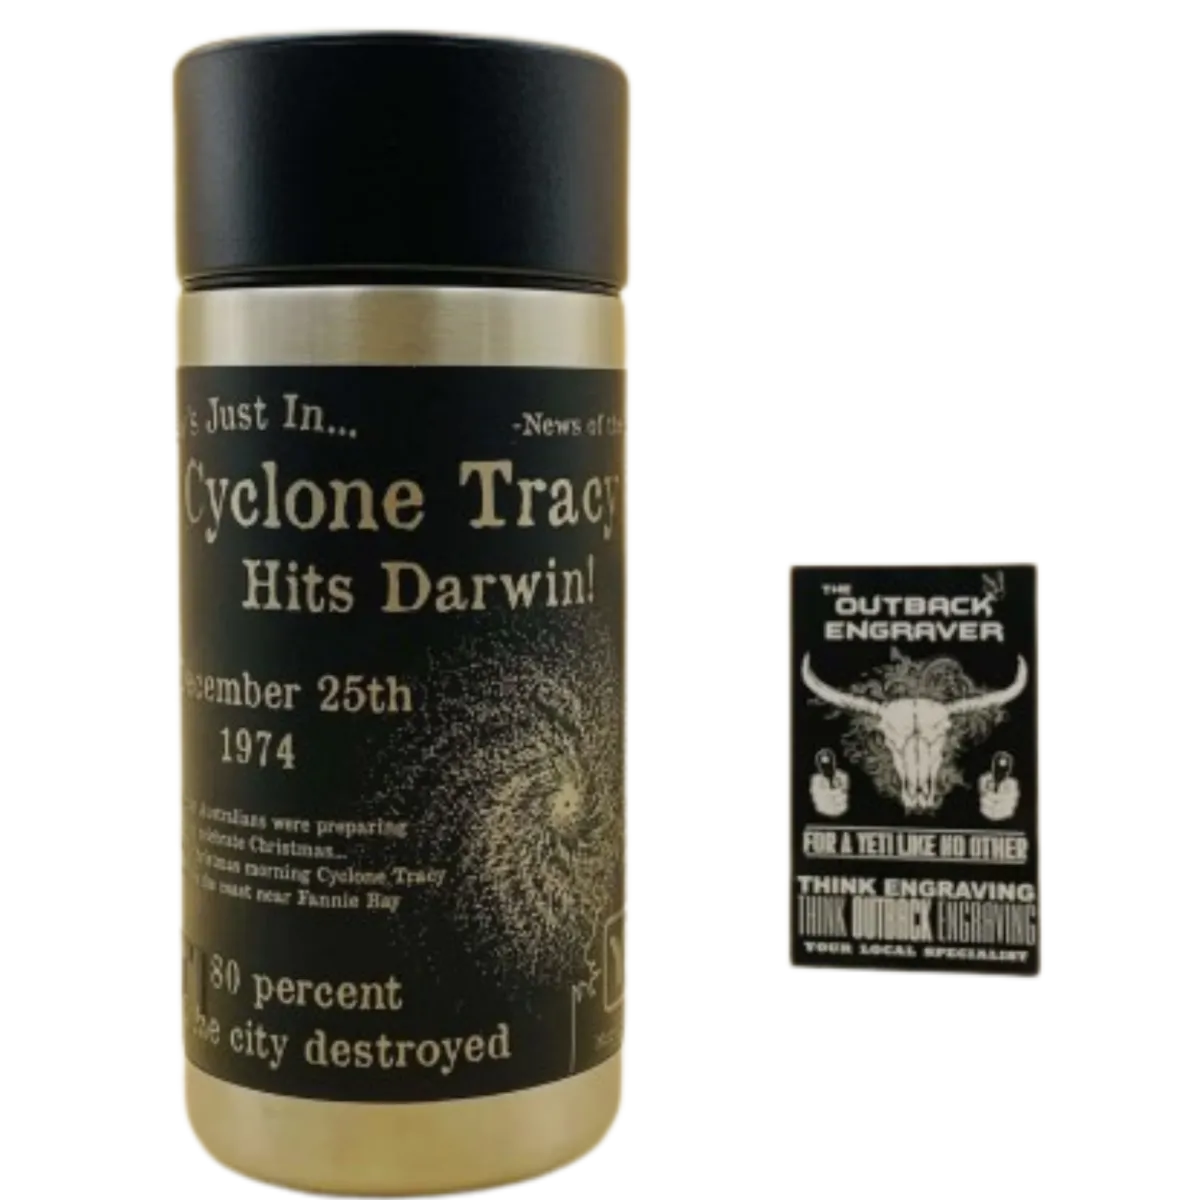 Just In...
-News of the
Cyclone Tracy
Hits Darwin!
December 25th
1974
Australians were preparing
celebrate Christmas...
Christmas morning Cyclone Tracy
the coast near Fannie Bay
80 percent
the city destroyed
THE
OUTBACK
ENGRAVER
FOR A YETI LIKE NO OTHER
THINK ENGRAVING
THINK OUTBACK ENGRAVING
YOUR LOCAL SPECIALIST